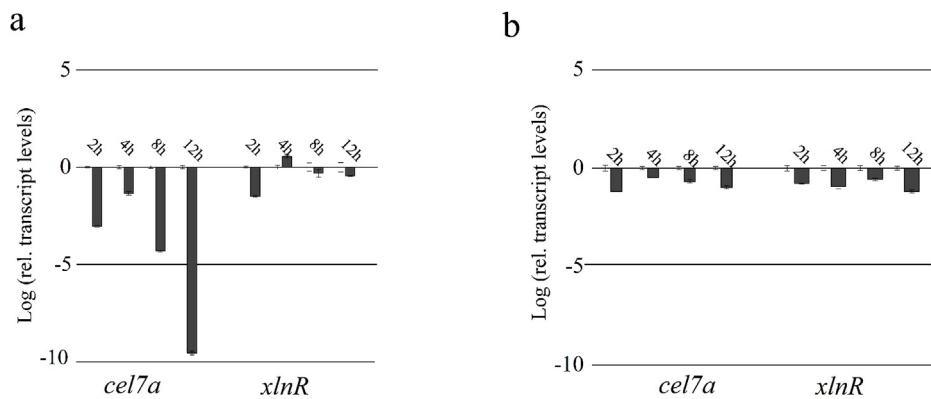 a
5
0
-5
-10
Log (rel. transcript levels)
2h 4h 8h 12h
2h 4h 8h 12h
cel7a xlnR
b
5
0
-5
-10
Log (rel. transcript levels)
2h 4h 8h 12h
2h 4h 8h 12h
cel7a xlnR